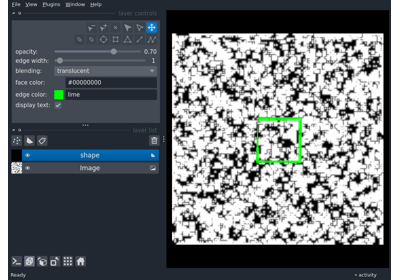 File View Plugins Window Help
layer controls
opacity: 0.70
edge width: 1
blending: translucent
face color: #00000000
edge color: lime
display text:
layer list
shape
Image
Ready activity